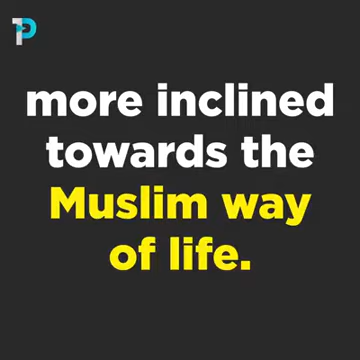 more inclined
towards the
Muslim way
of life.